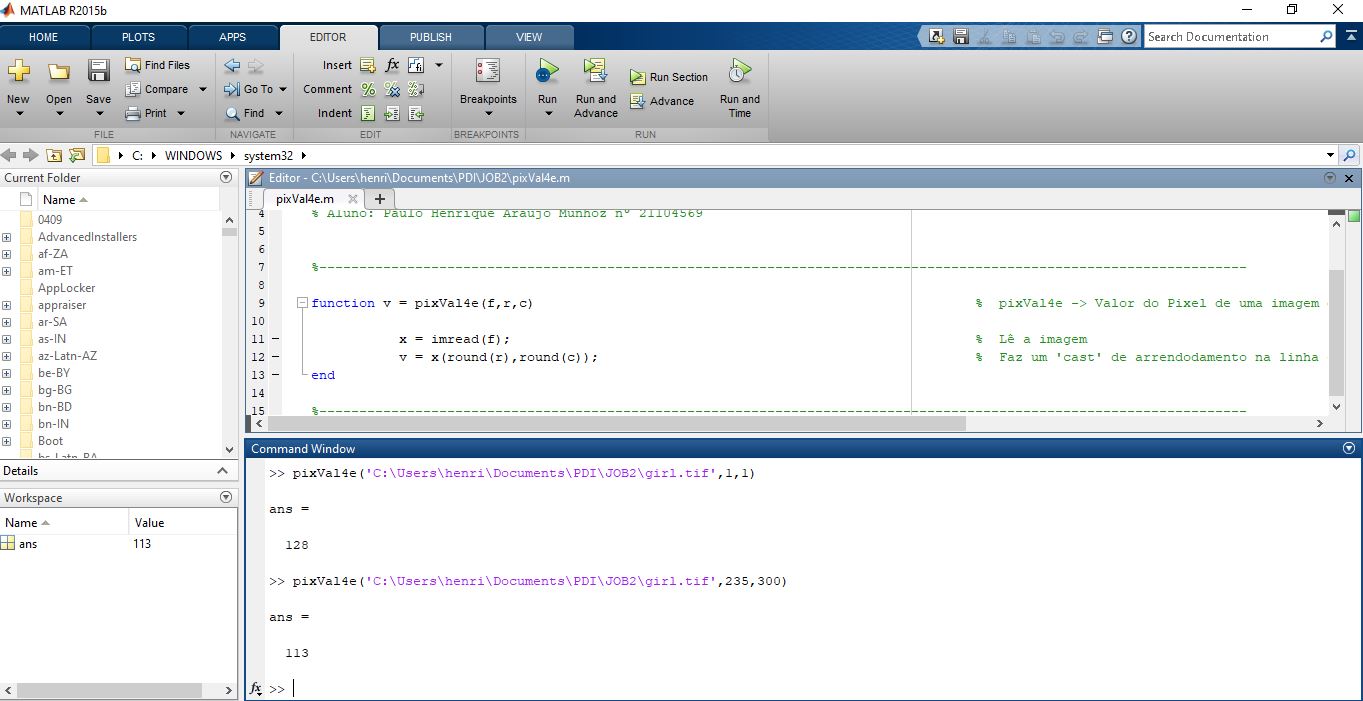 MATLAB R2015b
HOME PLOTS APPS EDITOR PUBLISH VIEW
Search Documentation
New Open Save
Find Files
Compare
Print
FILE
Go To
Find
NAVIGATE
Insert fx
Comment
Indent
EDIT
Breakpoints
BREAKPOINTS
Run
Run and Advance
Run Section
Advance
Run and Time
RUN
C: WINDOWS system32
Current Folder
Name
0409
AdvancedInstallers
af-ZA
am-ET
AppLocker
appraiser
ar-SA
as-IN
az-Latn-AZ
be-BY
bg-BG
bn-BD
bn-IN
Boot
bs-Latn-BA
Details
Workspace
Name Value
ans 113
Editor - C:\Users\henri\Documents\PDI\JOB2\pixVal4e.m
pixVal4e.m
4 % Aluno: Paulo Henrique Araujo Munhoz nº 21104569
5
6
7 %--------------------------------------------------------------------------------------------------------------------
8
9 function v = pixVal4e(f,r,c) % pixVal4e -> Valor do Pixel de uma imagem
10
11 x = imread(f); % Lê a imagem
12 v = x(round(r),round(c)); % Faz um 'cast' de arrendodamento na linha
13 end
14
15 %--------------------------------------------------------------------------------------------------------------------
Command Window
>> pixVal4e('C:\Users\henri\Documents\PDI\JOB2\girl.tif',1,1)
ans =
128
>> pixVal4e('C:\Users\henri\Documents\PDI\JOB2\girl.tif',235,300)
ans =
113
fx >>